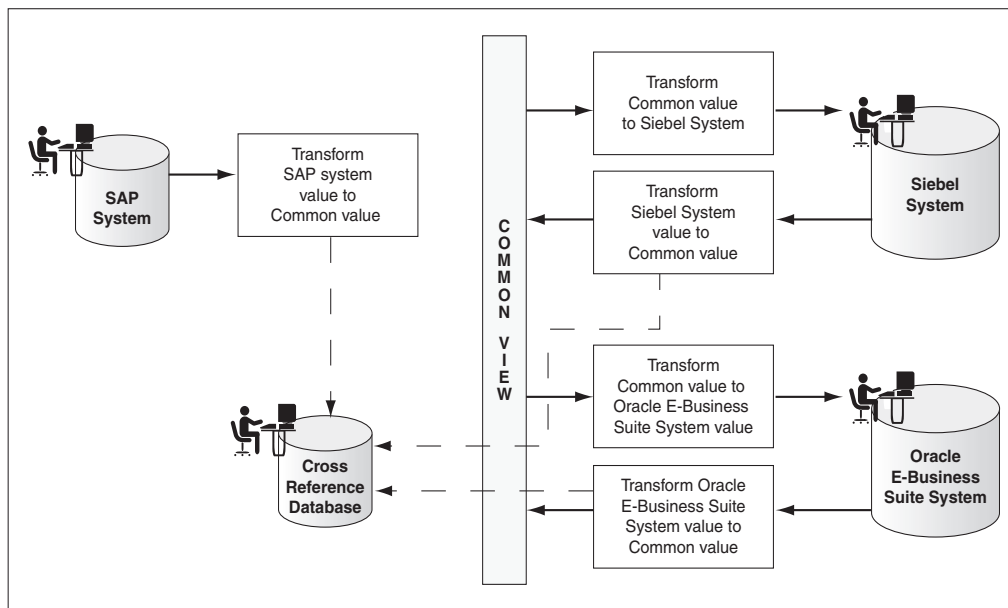 SAP
System
Transform
SAP system
value to
Common value
Cross
Reference
Database
COMMON VIEW
Transform
Common value
to Siebel System
Siebel
System
Transform
Siebel System
value to
Common value
Transform
Common value to
Oracle E-Business
Suite System value
Oracle
E-Business
Suite System
Transform Oracle
E-Business Suite
System value to
Common value